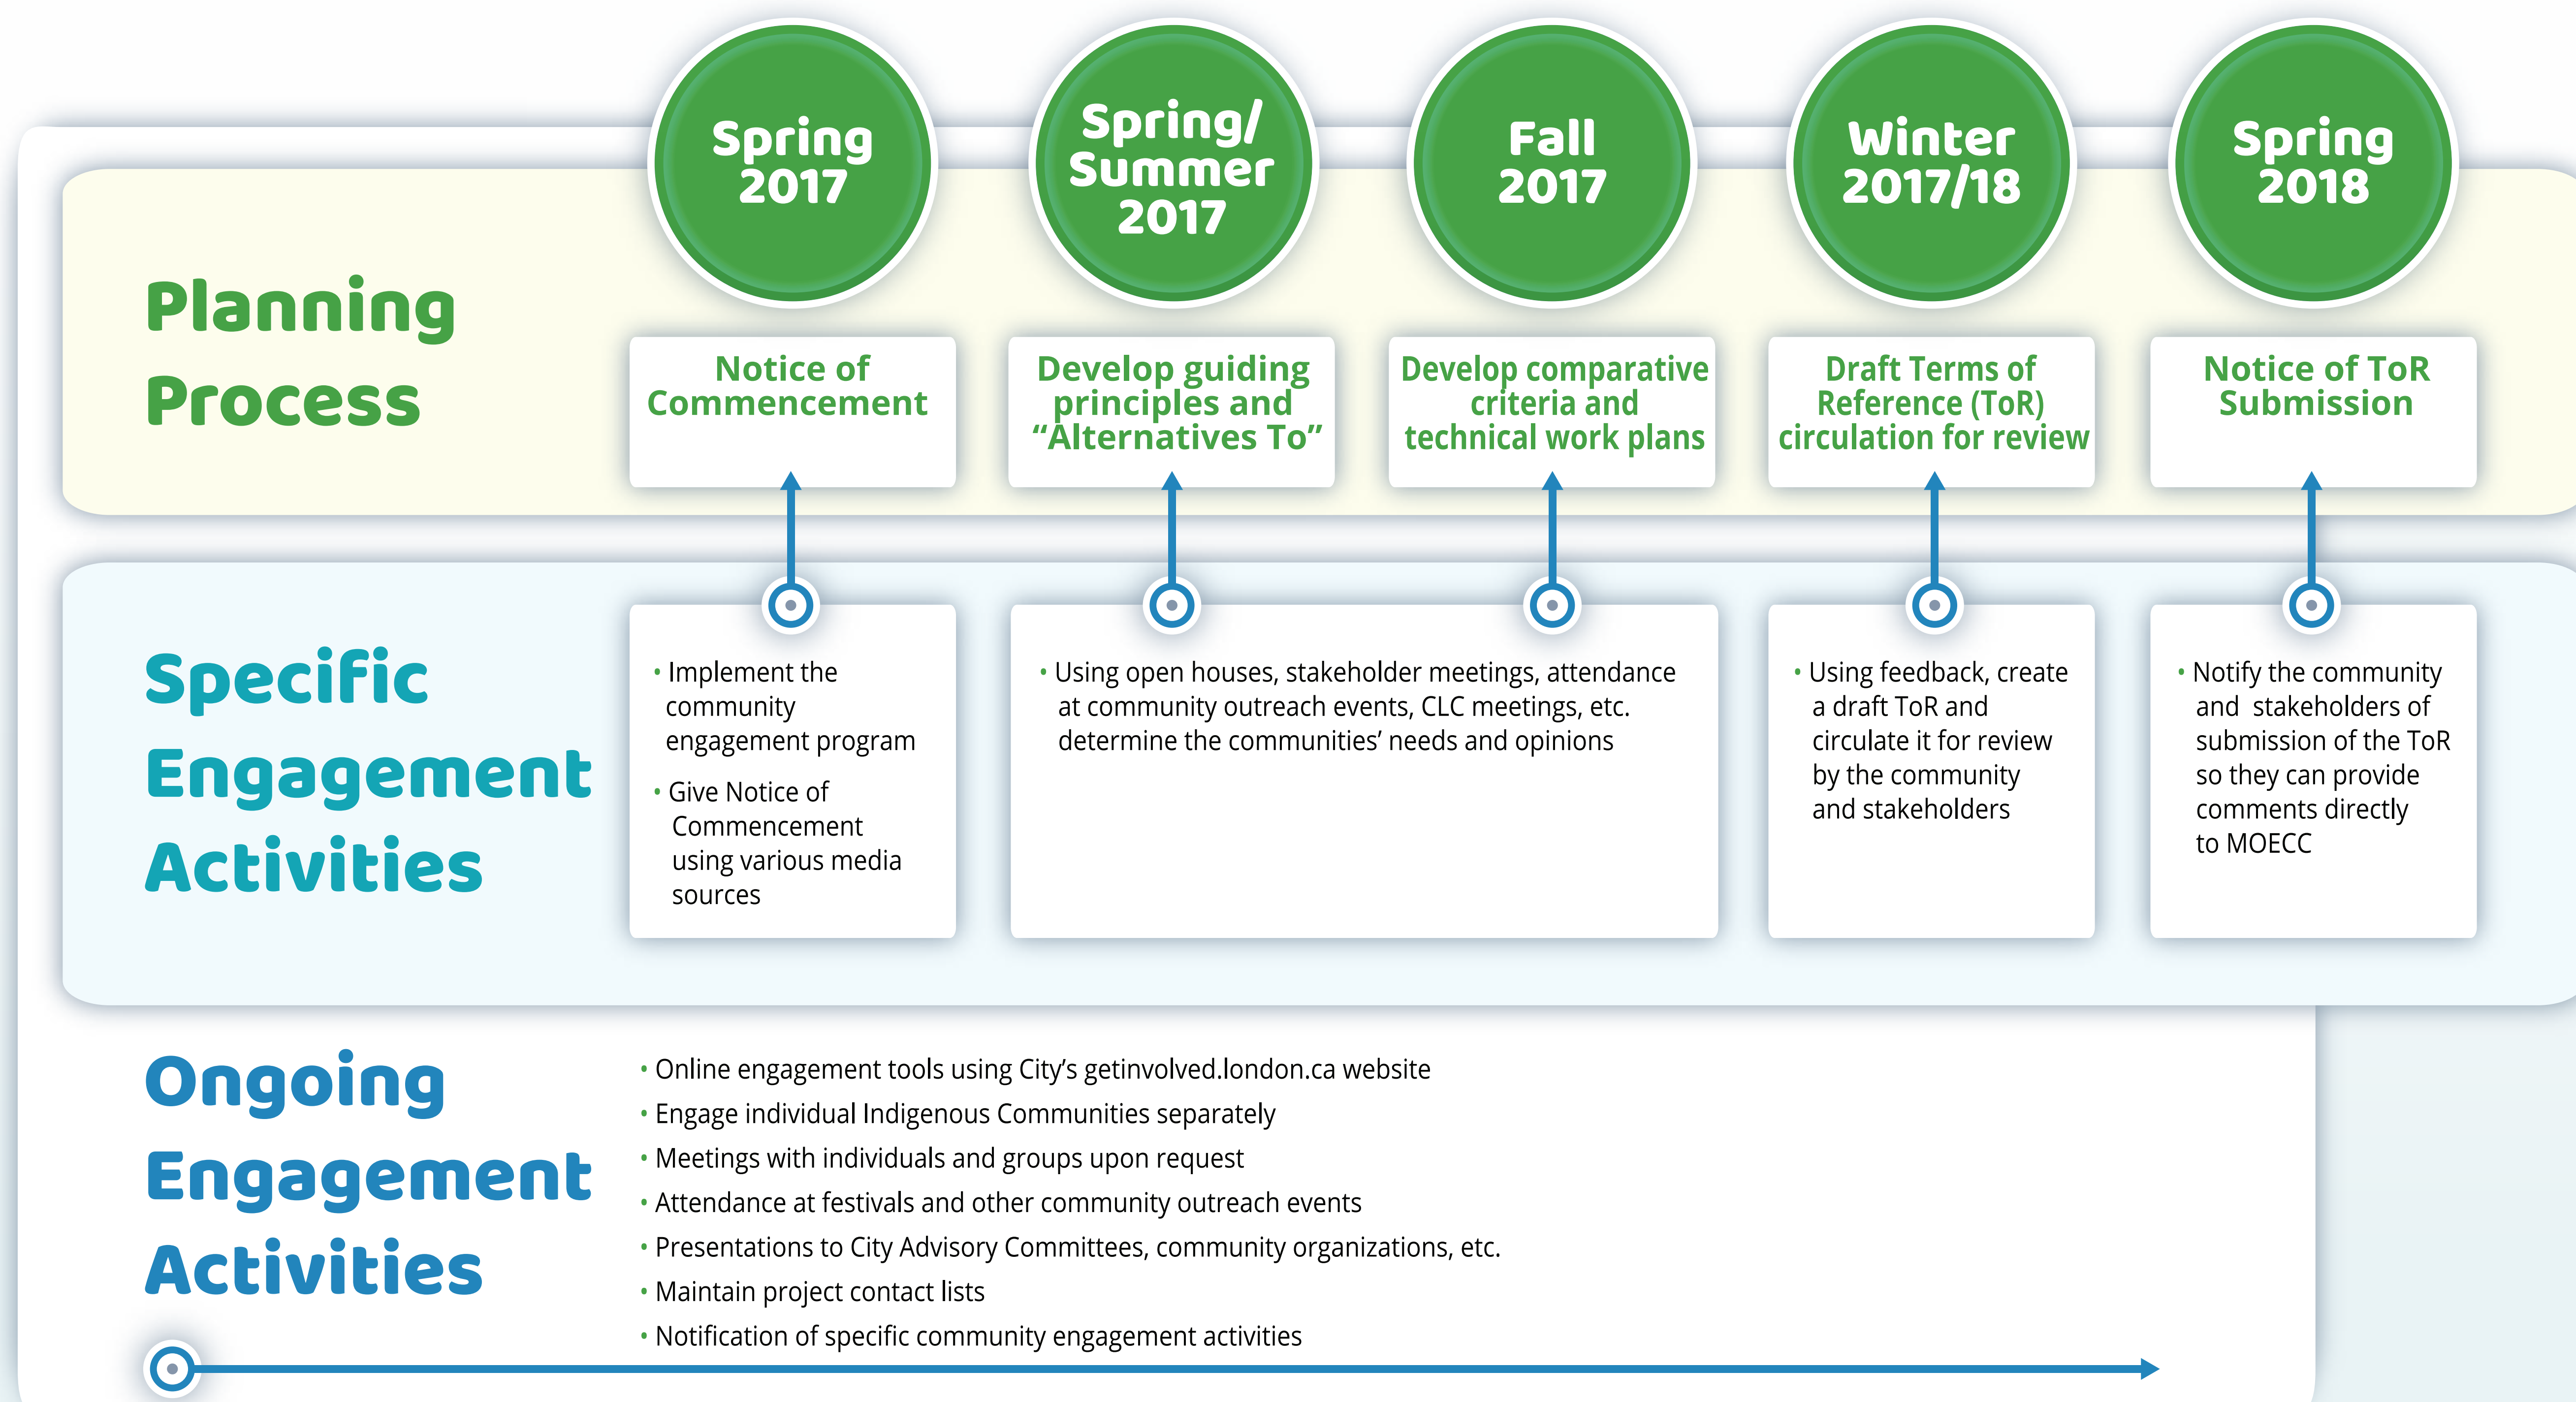 Spring
2017
Spring/
Summer
2017
Fall
2017
Winter
2017/18
Spring
2018
Planning
Process
Notice of
Commencement
Develop guiding
principles and
“Alternatives To”
Develop comparative
criteria and
technical work plans
Draft Terms of
Reference (ToR)
circulation for review
Notice of ToR
Submission
Specific
Engagement
Activities
• Implement the
community
engagement program
• Give Notice of
Commencement
using various media
sources
• Using open houses, stakeholder meetings, attendance
at community outreach events, CLC meetings, etc.
determine the communities’ needs and opinions
• Using feedback, create
a draft ToR and
circulate it for review
by the community
and stakeholders
• Notify the community
and stakeholders of
submission of the ToR
so they can provide
comments directly
to MOECC
Ongoing
Engagement
Activities
• Online engagement tools using City’s getinvolved.london.ca website
• Engage individual Indigenous Communities separately
• Meetings with individuals and groups upon request
• Attendance at festivals and other community outreach events
• Presentations to City Advisory Committees, community organizations, etc.
• Maintain project contact lists
• Notification of specific community engagement activities